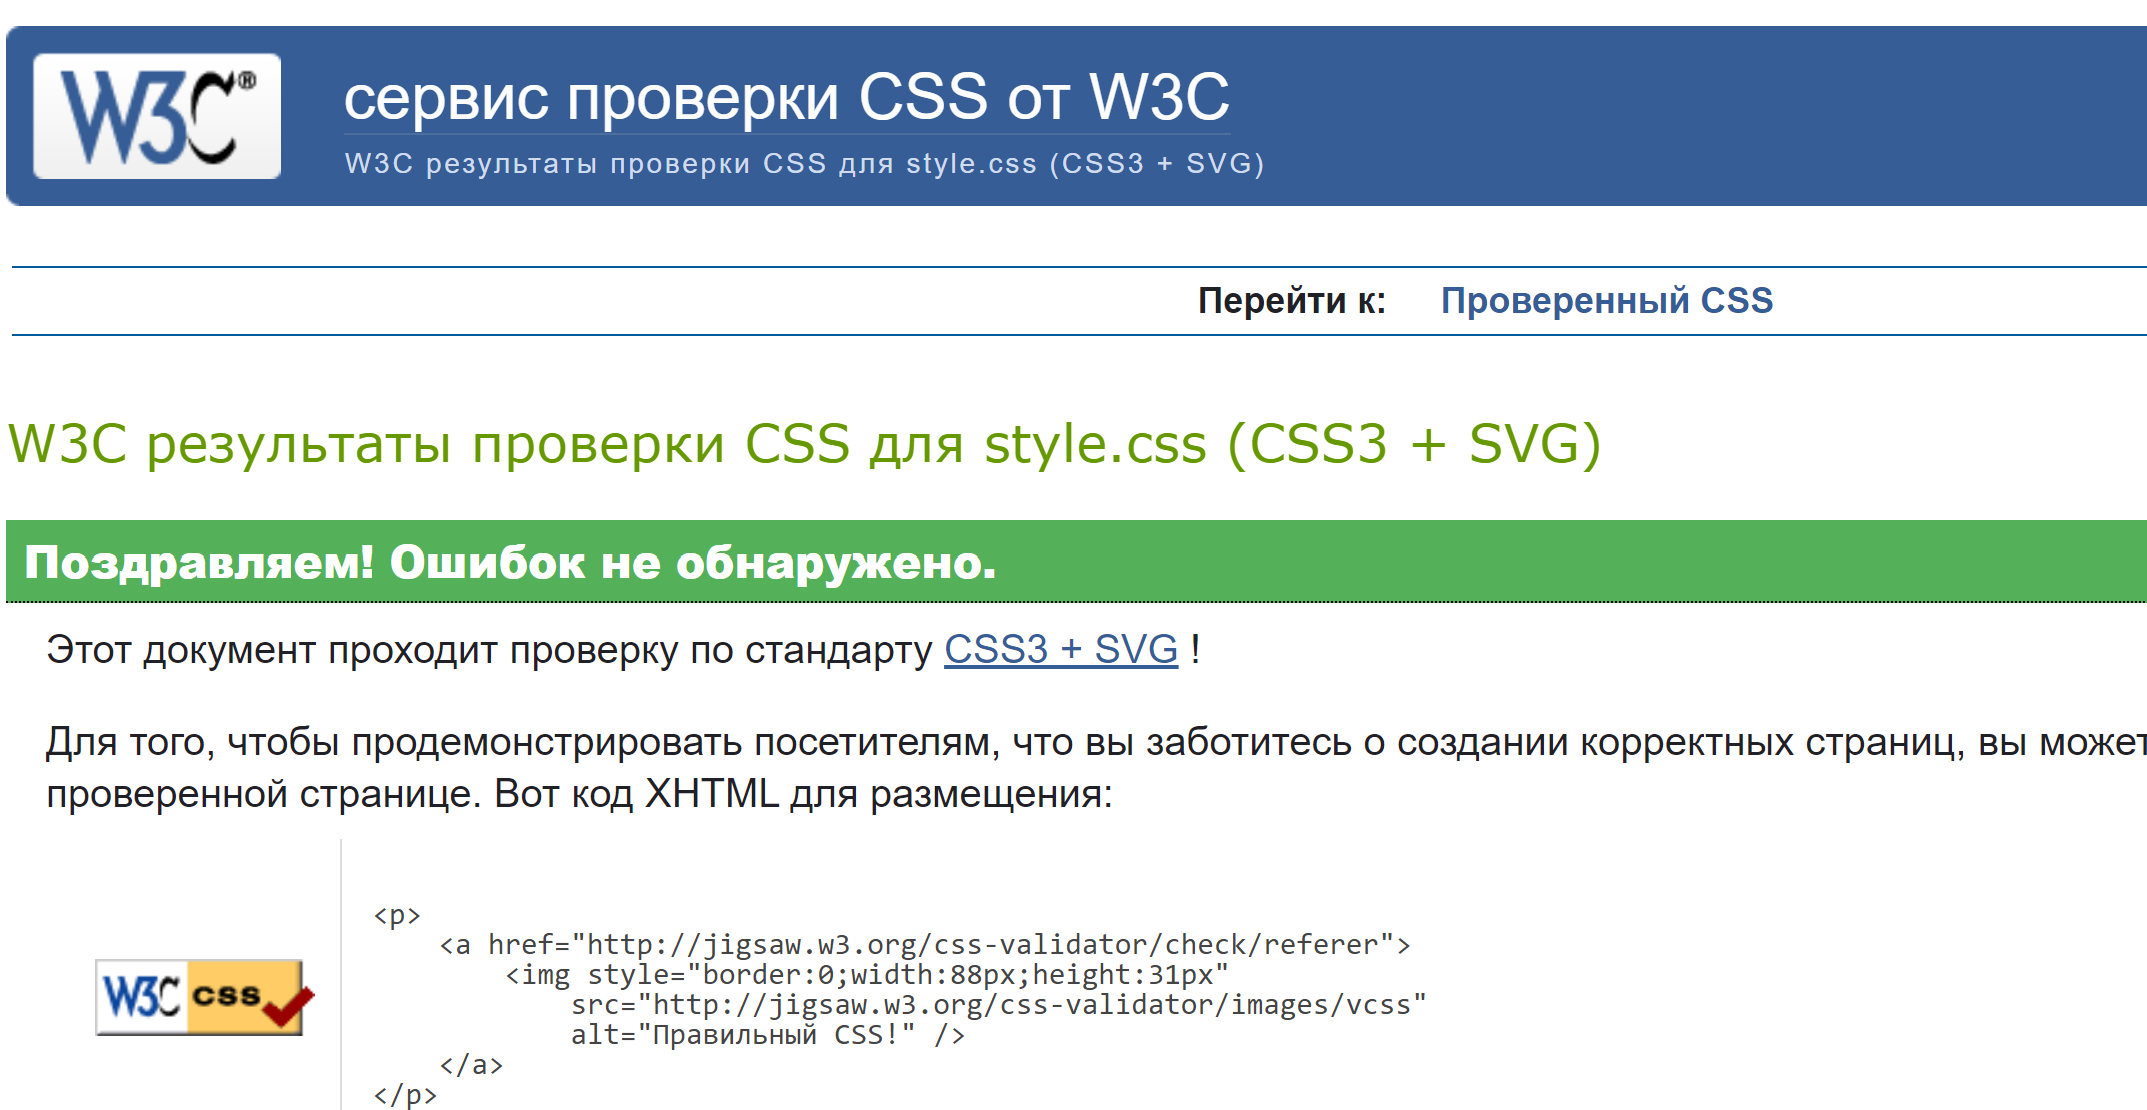 W3C®
сервис проверки CSS от W3C
W3C результаты проверки CSS для style.css (CSS3 + SVG)
Перейти к: Проверенный CSS
W3C результаты проверки CSS для style.css (CSS3 + SVG)
Поздравляем! Ошибок не обнаружено.
Этот документ проходит проверку по стандарту CSS3 + SVG !
Для того, чтобы продемонстрировать посетителям, что вы заботитесь о создании корректных страниц, вы может
проверенной странице. Вот код XHTML для размещения:
<p>
<a href="http://jigsaw.w3.org/css-validator/check/referer">
<img style="border:0;width:88px;height:31px"
src="http://jigsaw.w3.org/css-validator/images/vcss"
alt="Правильный CSS!" />
</a>
</p>
W3C css